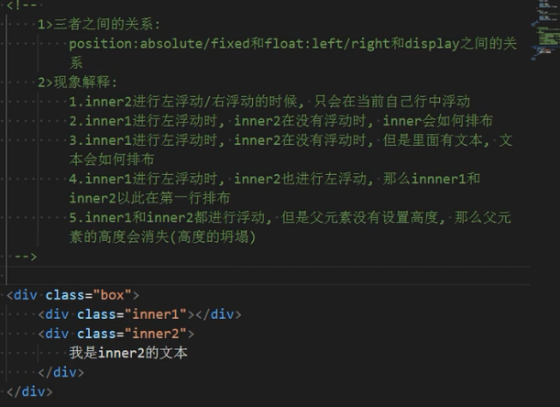 <!--
1>三者之间的关系:
position:absolute/fixed和float:left/right和display之间的关
系
2>现象解释:
1.inner2进行左浮动/右浮动的时候, 只会在当前自己行中浮动
2.inner1进行左浮动时, inner2在没有浮动时, inner会如何排布
3.inner1进行左浮动时, inner2在没有浮动时, 但是里面有文本, 文
本会如何排布
4.inner1进行左浮动时, inner2也进行左浮动, 那么innner1和
inner2以此在第一行排布
5.inner1和inner2都进行浮动, 但是父元素没有设置高度, 那么父元
素的高度会消失(高度的坍塌)
-->
<div class="box">
<div class="inner1"></div>
<div class="inner2">
我是inner2的文本
</div>
</div>